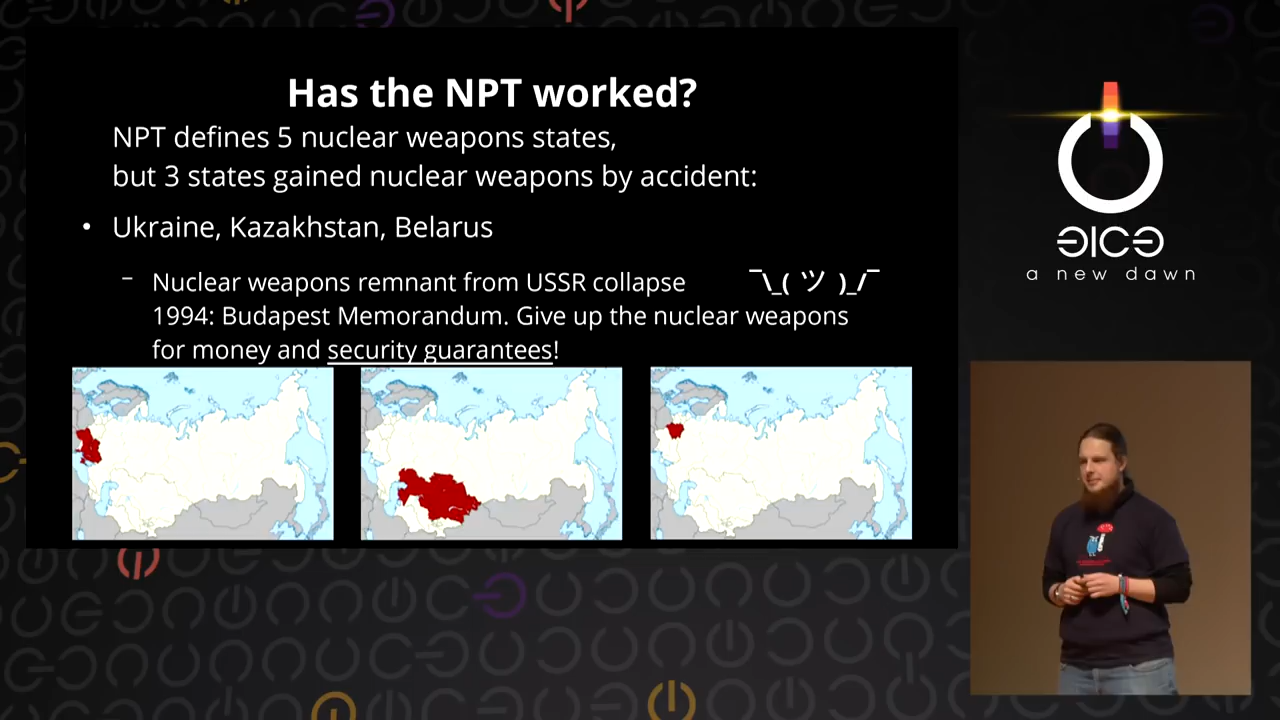 Has the NPT worked?
NPT defines 5 nuclear weapons states,
but 3 states gained nuclear weapons by accident:
• Ukraine, Kazakhstan, Belarus
– Nuclear weapons remnant from USSR collapse ¯\_( ツ )_/¯
1994: Budapest Memorandum. Give up the nuclear weapons
for money and security guarantees!
ƎICƎ
a new dawn